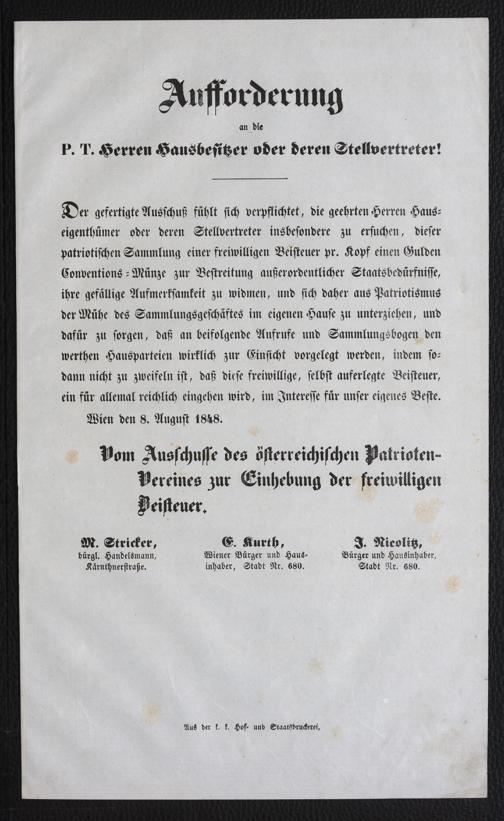 Aufforderung
an die
P. T. Herren Hausbesitzer oder deren Stellvertreter!
Der gefertigte Ausschuß fühlt sich verpflichtet, die geehrten Herren Haus-
eigenthümer oder deren Stellvertreter insbesondere zu ersuchen, dieser
patriotischen Sammlung einer freiwilligen Beisteuer pr. Kopf einen Gulden
Conventions-Münze zur Bestreitung außerordentlicher Staatsbedürfnisse,
ihre gefällige Aufmerksamkeit zu widmen, und sich daher aus Patriotismus
der Mühe des Sammlungsgeschäftes im eigenen Hause zu unterziehen, und
dafür zu sorgen, daß an beifolgende Aufrufe und Sammlungsbogen den
werthen Hausparteien wirklich zur Einsicht vorgelegt werden, indem so-
dann nicht zu zweifeln ist, daß diese freiwillige, selbst auferlegte Beisteuer,
ein für allemal reichlich eingehen wird, im Interesse für unser eigenes Beste.
Wien den 8. August 1848.
Vom Ausschusse des österreichischen Patrioten-
Vereines zur Einhebung der freiwilligen
Beisteuer.
M. Stricker,
bürgl. Handelsmann,
Kärnthnerstraße.
E. Kurth,
Wiener Bürger und Haus-
inhaber, Stadt Nr. 680.
J. Nicolitz,
Bürger und Hausinhaber,
Stadt Nr. 680.
Aus der k. k. Hof- und Staatsdruckerei.